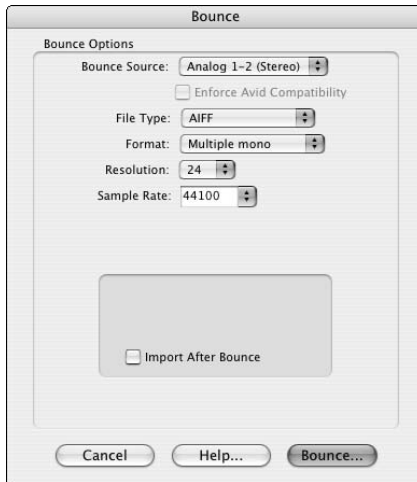 Bounce
Bounce Options
Bounce Source: Analog 1-2 (Stereo)
Enforce Avid Compatibility
File Type: AIFF
Format: Multiple mono
Resolution: 24
Sample Rate: 44100
Import After Bounce
Cancel Help... Bounce...